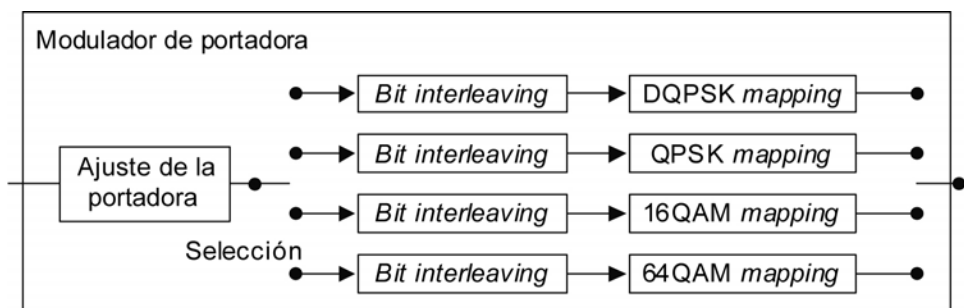 Modulador de portadora
Bit interleaving
DQPSK mapping
Bit interleaving
QPSK mapping
Ajuste de la
portadora
Bit interleaving
16QAM mapping
Selección
Bit interleaving
64QAM mapping